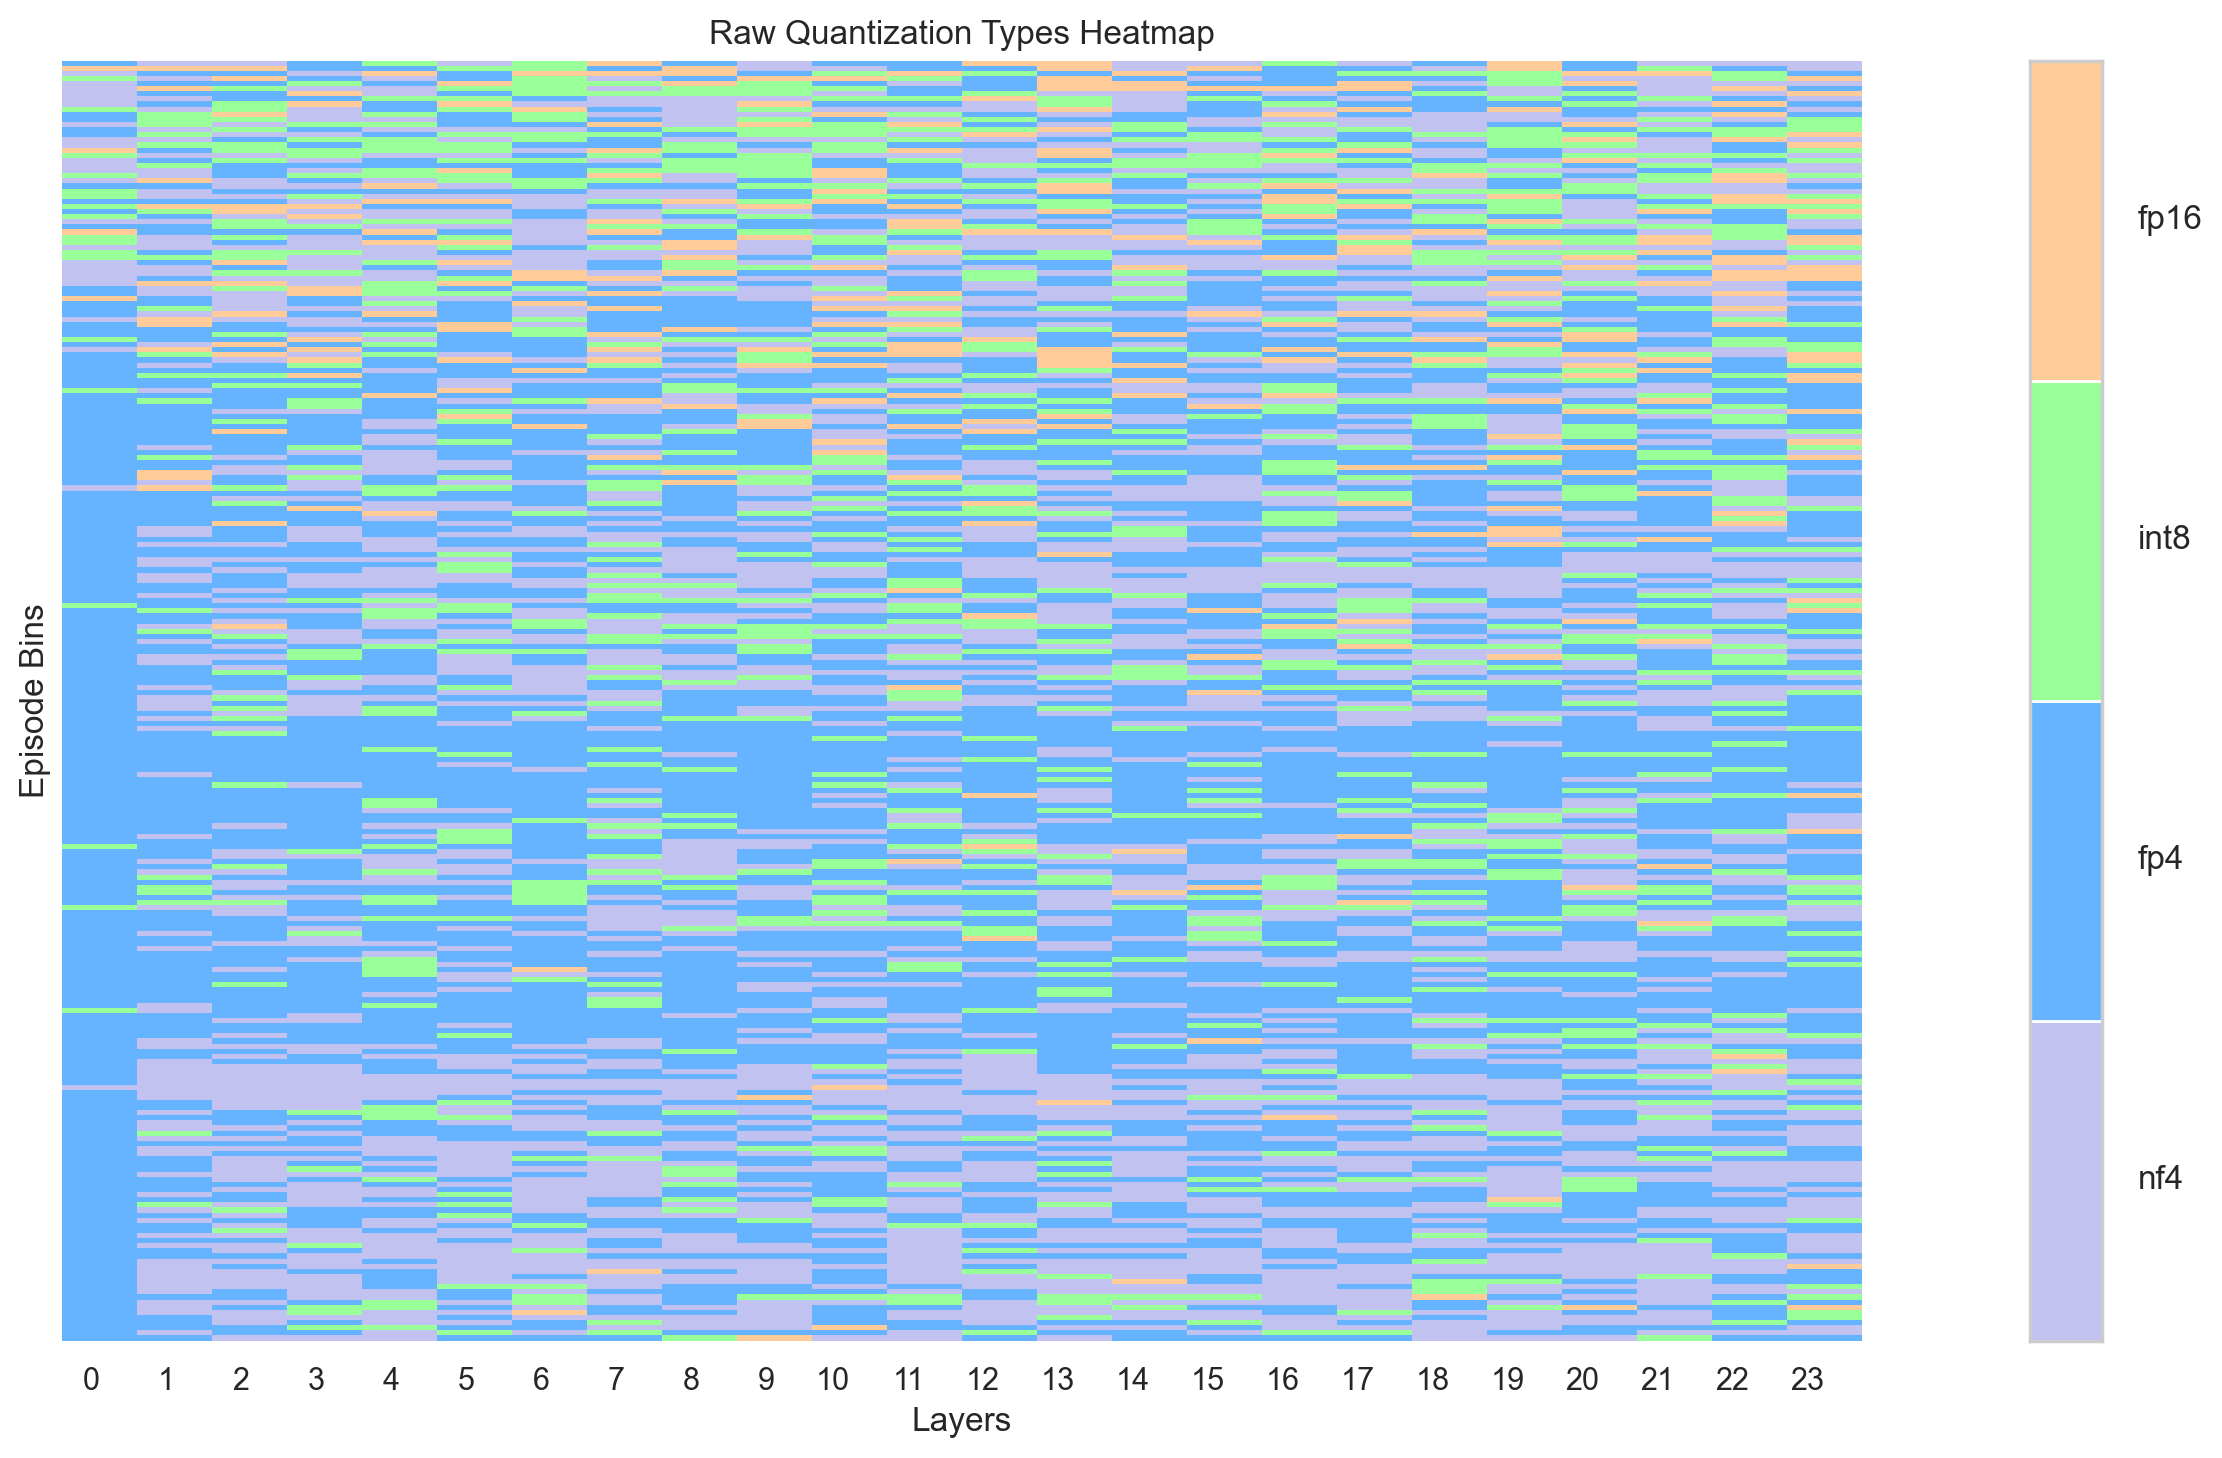 Raw Quantization Types Heatmap
fp16
int8
fp4
nf4
Episode Bins
0 1 2 3 4 5 6 7 8 9 10 11 12 13 14 15 16 17 18 19 20 21 22 23
Layers